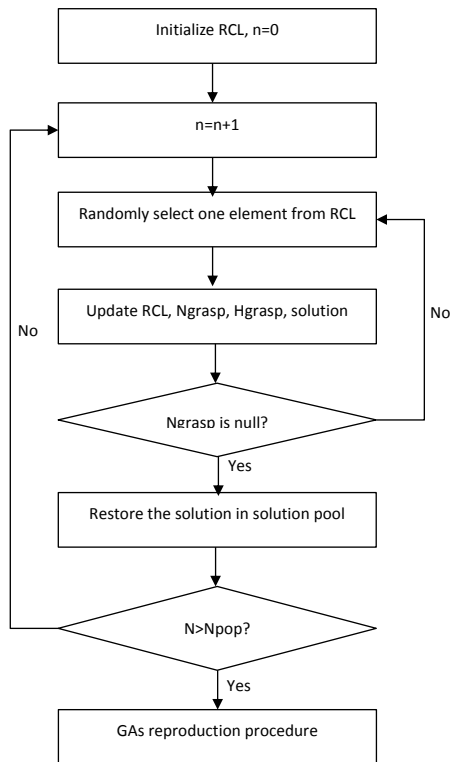 Initialize RCL, n=0
n=n+1
Randomly select one element from RCL
Update RCL, Ngrasp, Hgrasp, solution
No
No
Ngrasp is null?
Yes
Restore the solution in solution pool
N>Npop?
Yes
GAs reproduction procedure